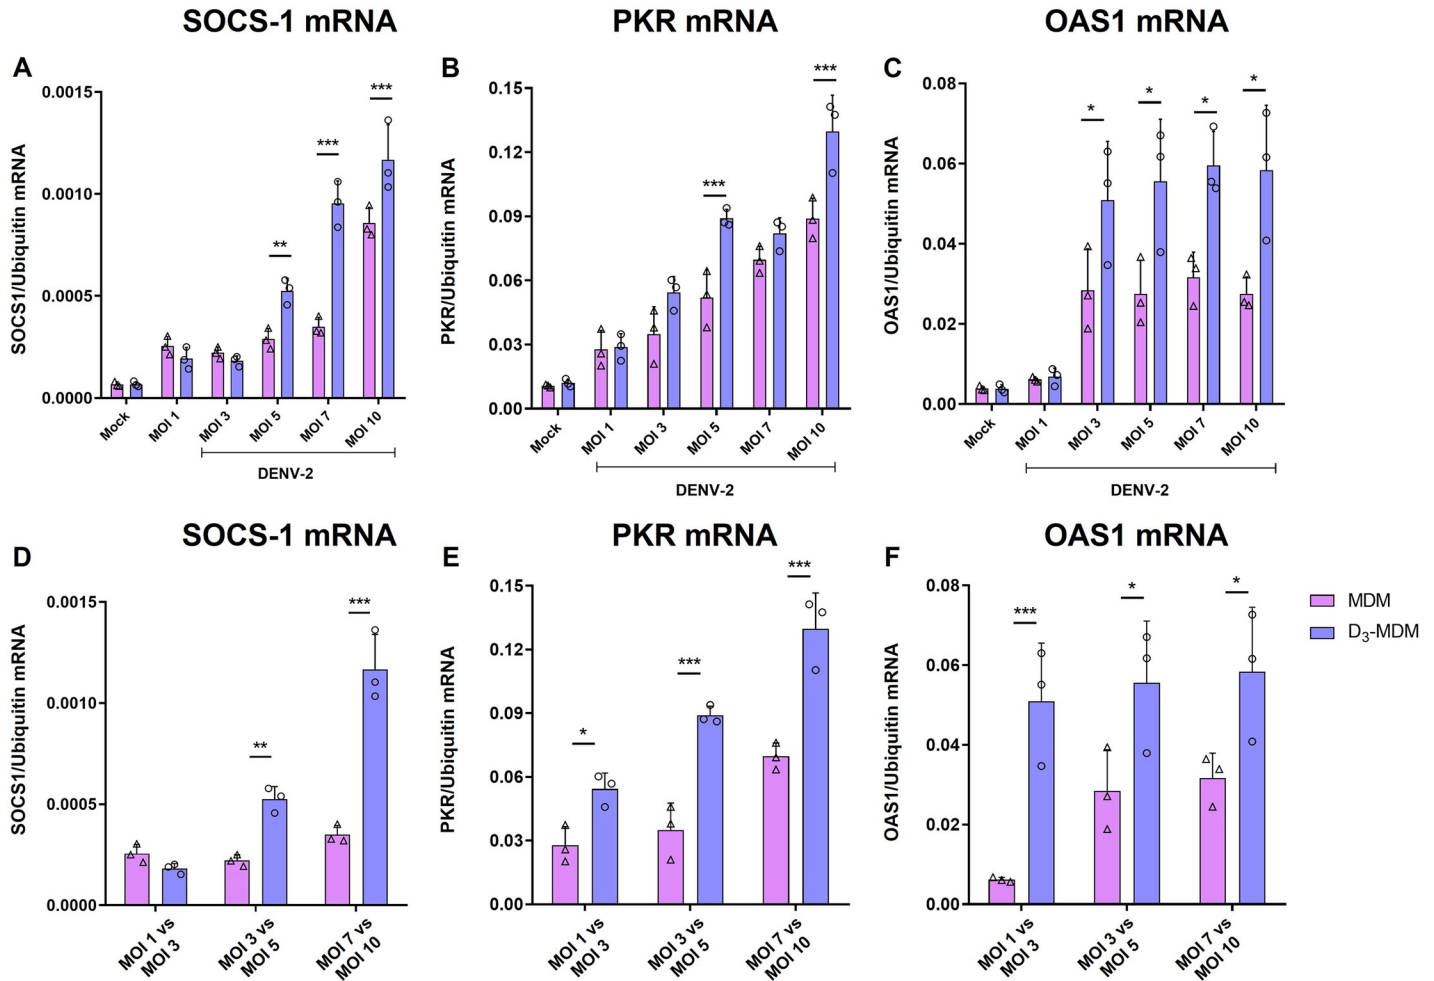 SOCS-1 mRNA
PKR mRNA
OAS1 mRNA
A
B
C
SOCS1/Ubiquitin mRNA
0.0015
0.0010
0.0005
0.0000
**
***
***
Mock
MOI 1
MOI 3
MOI 5
MOI 7
MOI 10
DENV-2
PKR/Ubiquitin mRNA
0.15
0.12
0.09
0.06
0.03
0.00
***
***
Mock
MOI 1
MOI 3
MOI 5
MOI 7
MOI 10
DENV-2
OAS1/Ubiquitin mRNA
0.08
0.06
0.04
0.02
0.00
*
*
*
*
Mock
MOI 1
MOI 3
MOI 5
MOI 7
MOI 10
DENV-2
SOCS-1 mRNA
PKR mRNA
OAS1 mRNA
D
E
F
SOCS1/Ubiquitin mRNA
0.0015
0.0010
0.0005
0.0000
**
***
MOI 1 vs
MOI 3
MOI 3 vs
MOI 5
MOI 7 vs
MOI 10
PKR/Ubiquitin mRNA
0.15
0.12
0.09
0.06
0.03
0.00
*
***
***
MOI 1 vs
MOI 3
MOI 3 vs
MOI 5
MOI 7 vs
MOI 10
OAS1/Ubiquitin mRNA
0.08
0.06
0.04
0.02
0.00
***
*
*
MOI 1 vs
MOI 3
MOI 3 vs
MOI 5
MOI 7 vs
MOI 10
MDM
D₃-MDM